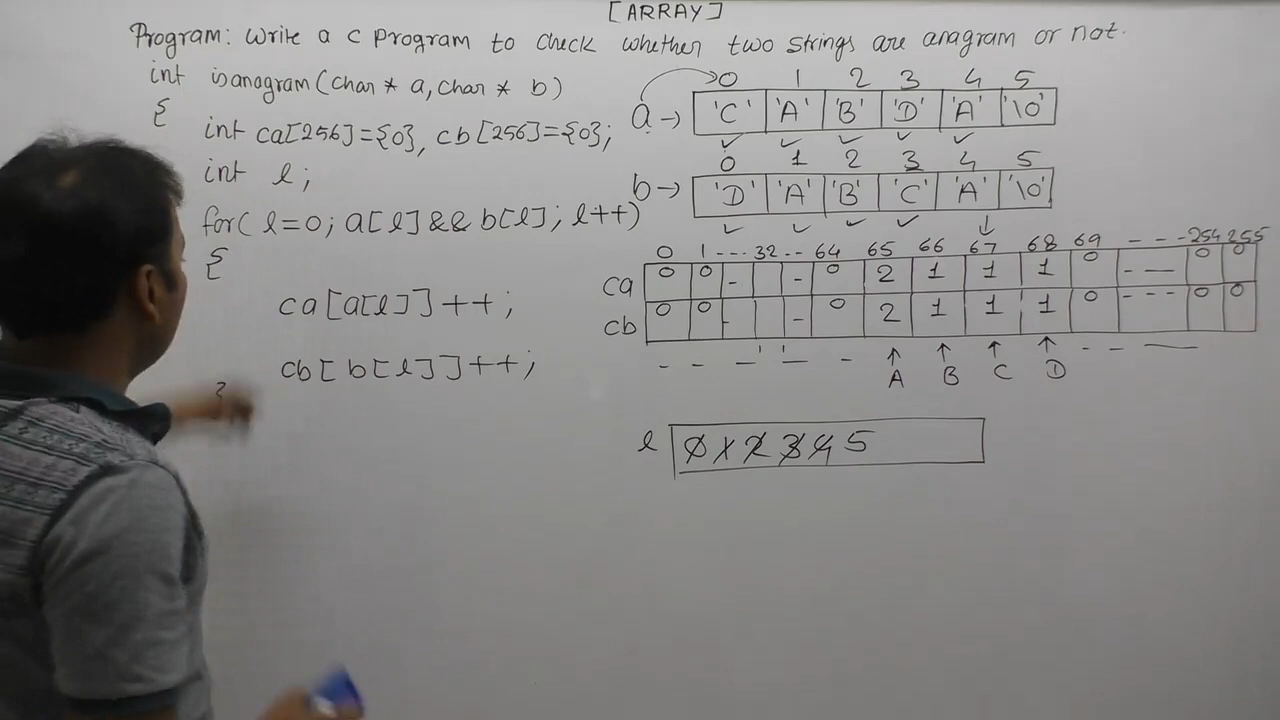 [ARRAY]
Program: Write a c program to check whether two strings are anagram or not.
int isanagram(char * a, char * b)
{
int ca[256]={0}, cb[256]={0};
int l;
for( l=0; a[l] && b[l]; l++)
{
ca[a[l]]++;
cb[b[l]]++;
}
0 1 2 3 4 5
a→ 'C' 'A' 'B' 'D' 'A' '\0'
0 1 2 3 4 5
b→ 'D' 'A' 'B' 'C' 'A' '\0'
0 1 --- 32 -- 64 65 66 67 68 69 - - - 254 255
ca 0 0 - - 0 2 1 1 1 0 - — 0 0
cb 0 0 - - 0 2 1 1 1 0 --- 0 0
A B C D
l 0 1 2 3 4 5